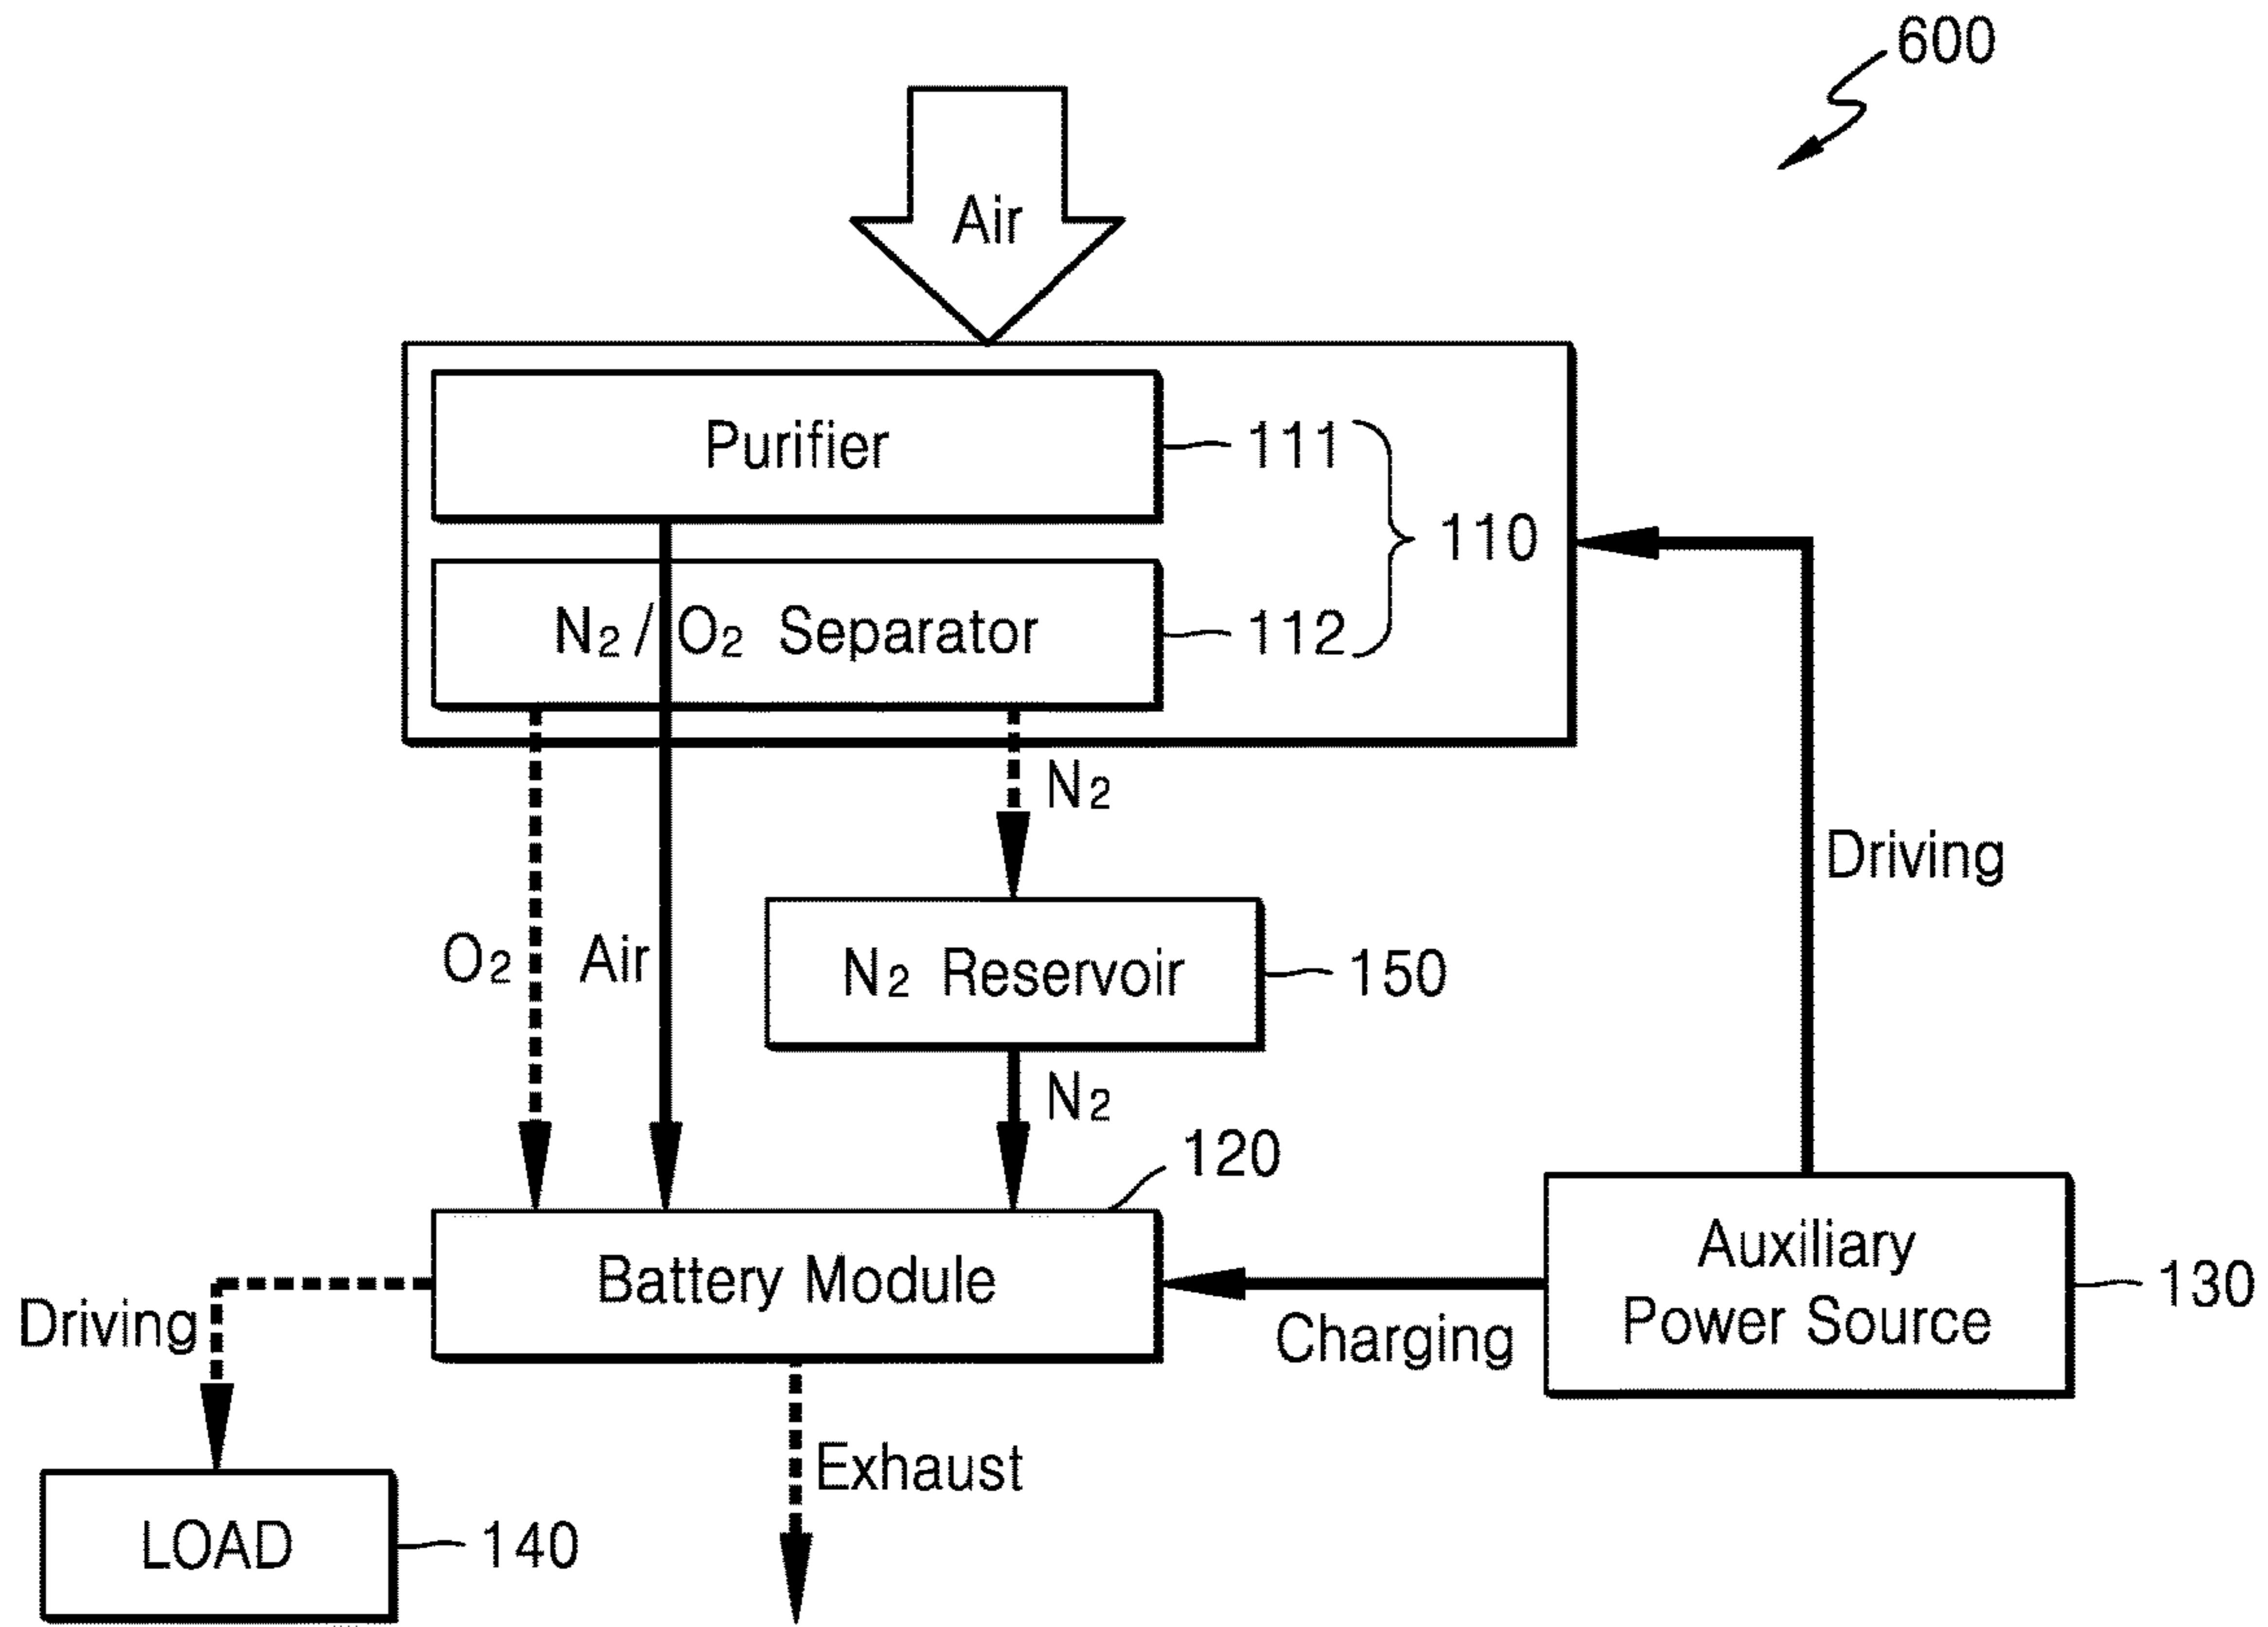 600
Air
Purifier
111
110
N2 / O2 Separator
112
N2
Driving
O2
Air
N2 Reservoir
150
N2
120
Battery Module
Auxiliary
Power Source
130
Driving
Charging
Exhaust
LOAD
140